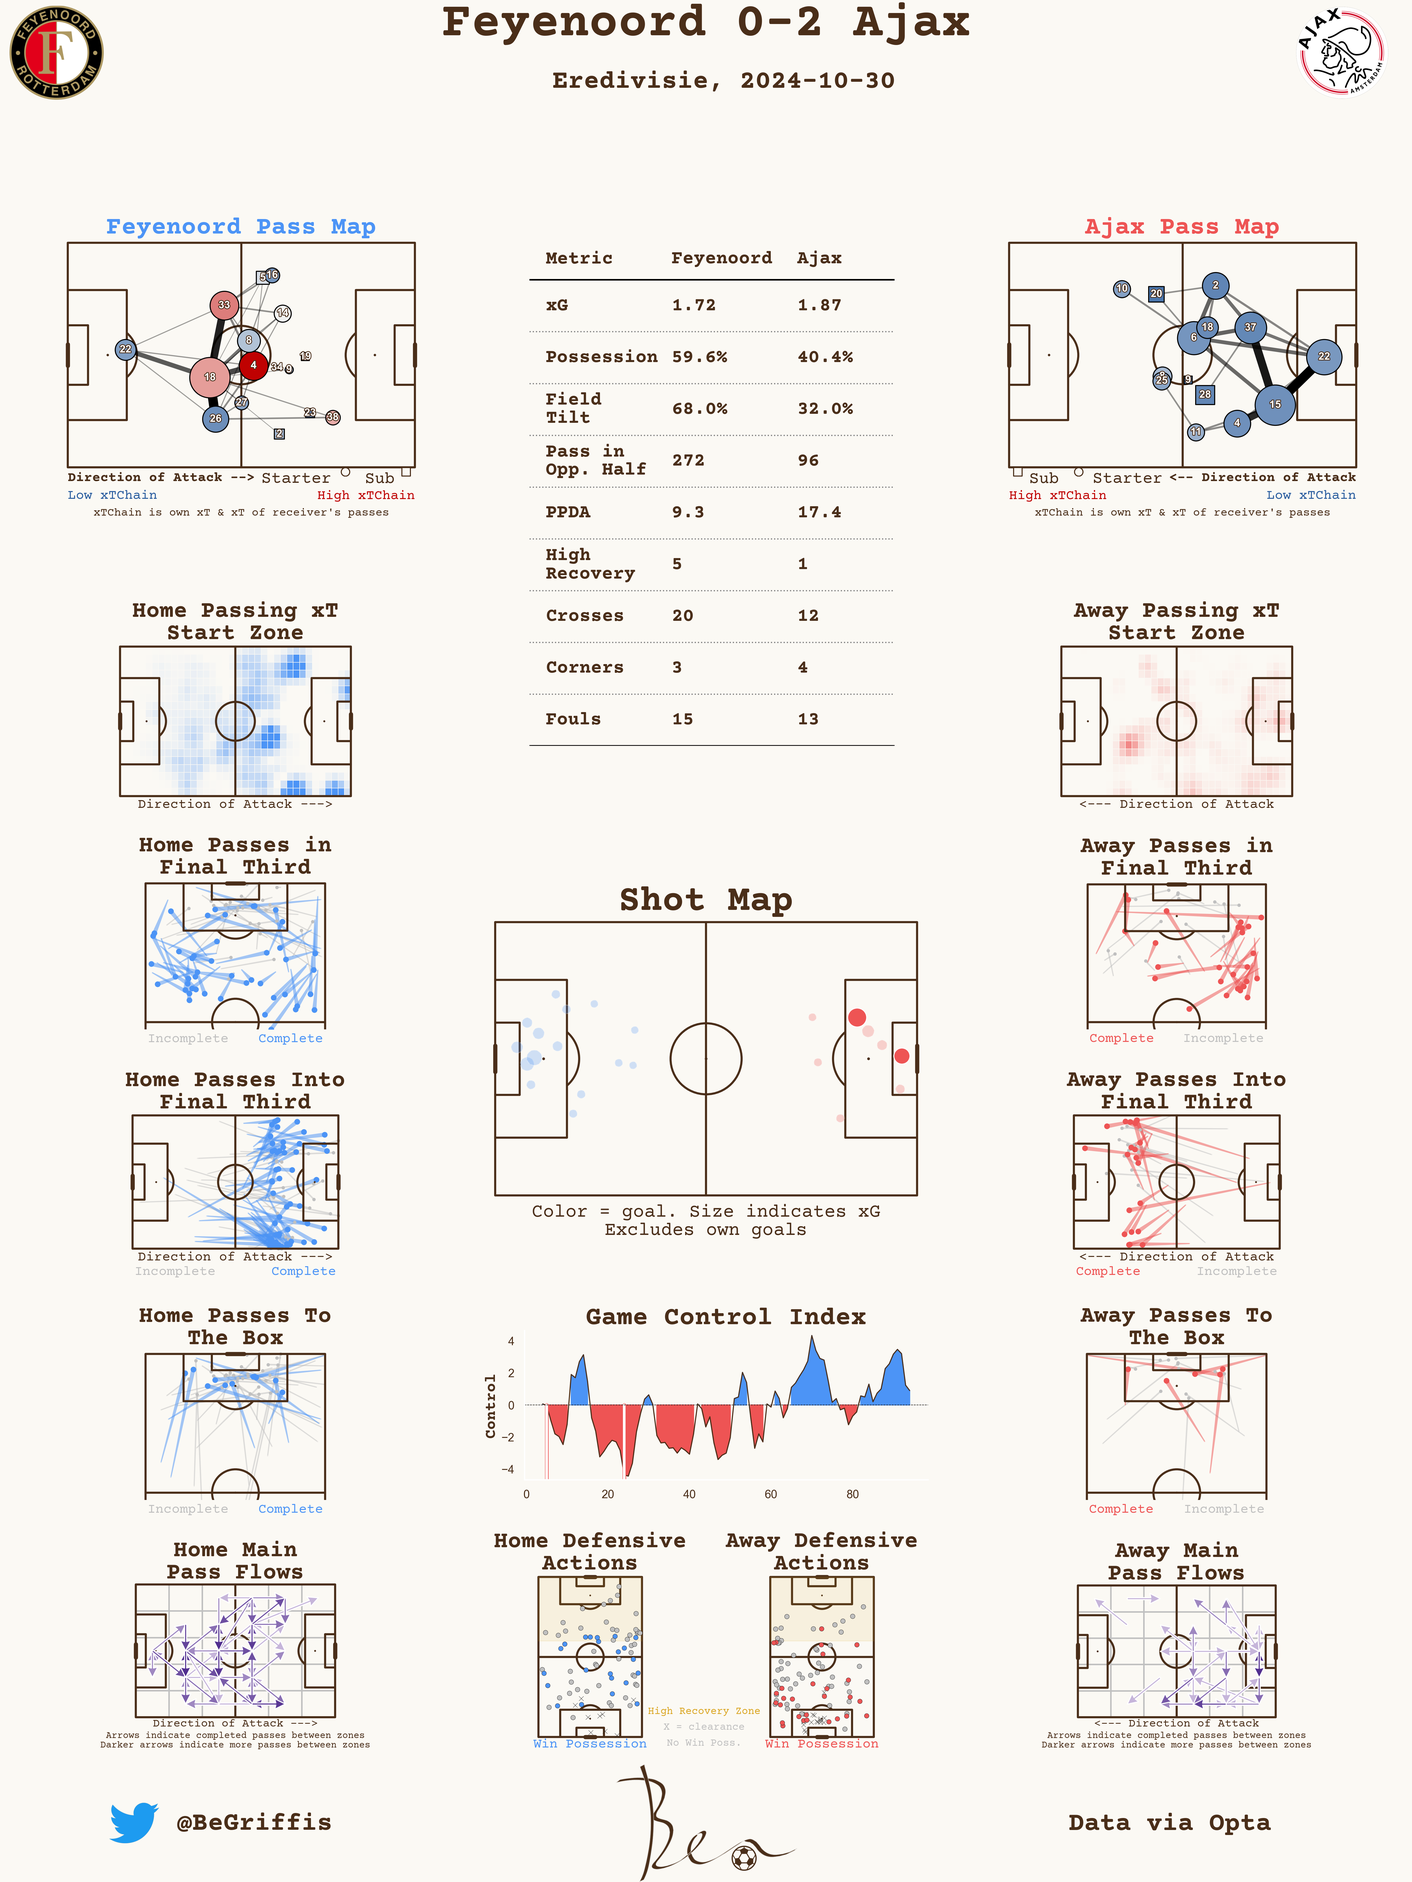 Feyenoord 0-2 Ajax
Eredivisie, 2024-10-30
FEYENOORD
ROTTERDAM
AJAX
AMSTERDAM
Feyenoord Pass Map
5
16
33
14
8
22
4
34
9
19
18
27
26
23
38
2
Direction of Attack --> Starter Sub
Low xTChain High xTChain
xTChain is own xT & xT of receiver's passes
Metric Feyenoord Ajax
xG 1.72 1.87
Possession 59.6% 40.4%
Field
Tilt 68.0% 32.0%
Pass in
Opp. Half 272 96
PPDA 9.3 17.4
High
Recovery 5 1
Crosses 20 12
Corners 3 4
Fouls 15 13
Ajax Pass Map
10
20
2
18
37
6
22
25
9
28
15
4
11
Sub Starter <-- Direction of Attack
High xTChain Low xTChain
xTChain is own xT & xT of receiver's passes
Home Passing xT
Start Zone
Direction of Attack --->
Away Passing xT
Start Zone
<--- Direction of Attack
Home Passes in
Final Third
Incomplete Complete
Away Passes in
Final Third
Complete Incomplete
Shot Map
Color = goal. Size indicates xG
Excludes own goals
Home Passes Into
Final Third
Direction of Attack --->
Incomplete Complete
Away Passes Into
Final Third
<--- Direction of Attack
Complete Incomplete
Home Passes To
The Box
Incomplete Complete
Game Control Index
Control
4
2
0
−2
−4
0 20 40 60 80
Away Passes To
The Box
Complete Incomplete
Home Main
Pass Flows
Direction of Attack --->
Arrows indicate completed passes between zones
Darker arrows indicate more passes between zones
Home Defensive
Actions
Win Possession
High Recovery Zone
X = clearance
No Win Poss.
Away Defensive
Actions
Win Possession
Away Main
Pass Flows
<--- Direction of Attack
Arrows indicate completed passes between zones
Darker arrows indicate more passes between zones
@BeGriffis
Ben
Data via Opta